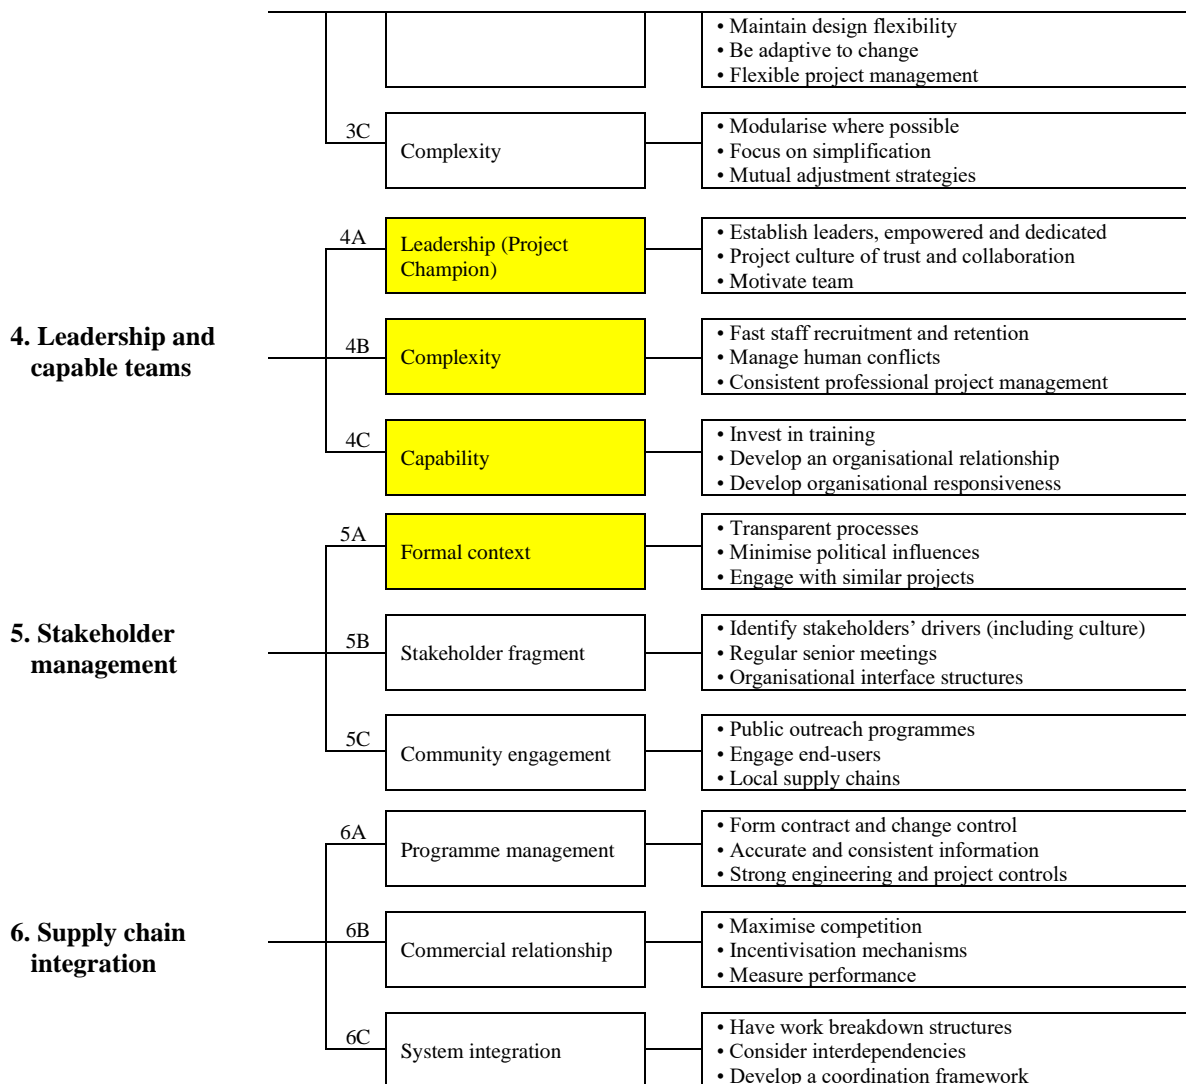 • Maintain design flexibility
• Be adaptive to change
• Flexible project management
3C
Complexity
• Modularise where possible
• Focus on simplification
• Mutual adjustment strategies
4. Leadership and
capable teams
4A
Leadership (Project
Champion)
• Establish leaders, empowered and dedicated
• Project culture of trust and collaboration
• Motivate team
4B
Complexity
• Fast staff recruitment and retention
• Manage human conflicts
• Consistent professional project management
4C
Capability
• Invest in training
• Develop an organisational relationship
• Develop organisational responsiveness
5. Stakeholder
management
5A
Formal context
• Transparent processes
• Minimise political influences
• Engage with similar projects
5B
Stakeholder fragment
• Identify stakeholders’ drivers (including culture)
• Regular senior meetings
• Organisational interface structures
5C
Community engagement
• Public outreach programmes
• Engage end-users
• Local supply chains
6. Supply chain
integration
6A
Programme management
• Form contract and change control
• Accurate and consistent information
• Strong engineering and project controls
6B
Commercial relationship
• Maximise competition
• Incentivisation mechanisms
• Measure performance
6C
System integration
• Have work breakdown structures
• Consider interdependencies
• Develop a coordination framework